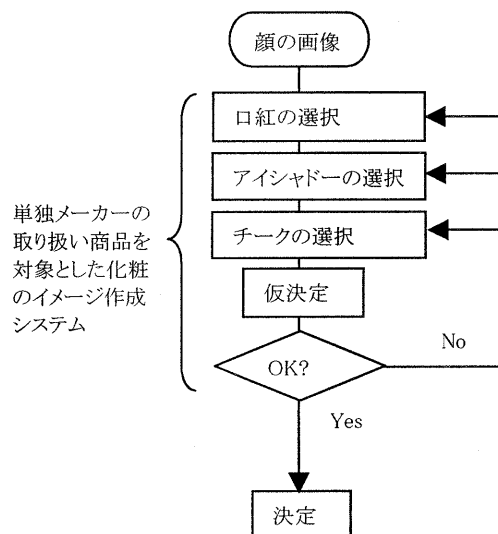 顔の画像
口紅の選択
アイシャドーの選択
チークの選択
単独メーカーの
取り扱い商品を
対象とした化粧
のイメージ作成
システム
仮決定
OK?
No
Yes
決定